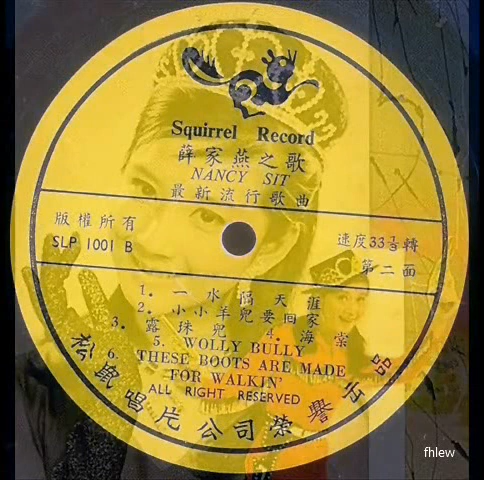 Squirrel Record
薛家燕之歌
NANCY SIT
最新流行歌曲
版權所有
SLP 1001 B
速度33⅓轉
第二面
1. 一水隔天涯
2. 小小羊兒要回家
3. 露珠兒 4. 海棠
5. WOLLY BULLY
6. THESE BOOTS ARE MADE
FOR WALKIN'
ALL RIGHT RESERVED
松鼠唱片公司榮譽出品
fhlew